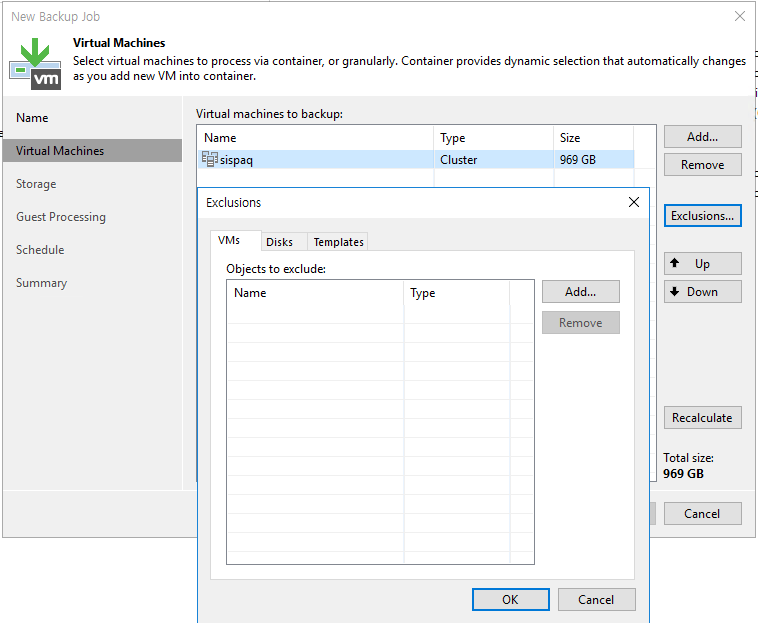 New Backup Job
Virtual Machines
Select virtual machines to process via container, or granularly. Container provides dynamic selection that automatically changes
as you add new VM into container.
vm
Name
Virtual Machines
Storage
Guest Processing
Schedule
Summary
Virtual machines to backup:
Name Type Size
sispaq Cluster 969 GB
Add...
Remove
Exclusions...
Up
Down
Recalculate
Total size:
969 GB
Cancel
Exclusions
VMs Disks Templates
Objects to exclude:
Name Type
Add...
Remove
OK Cancel